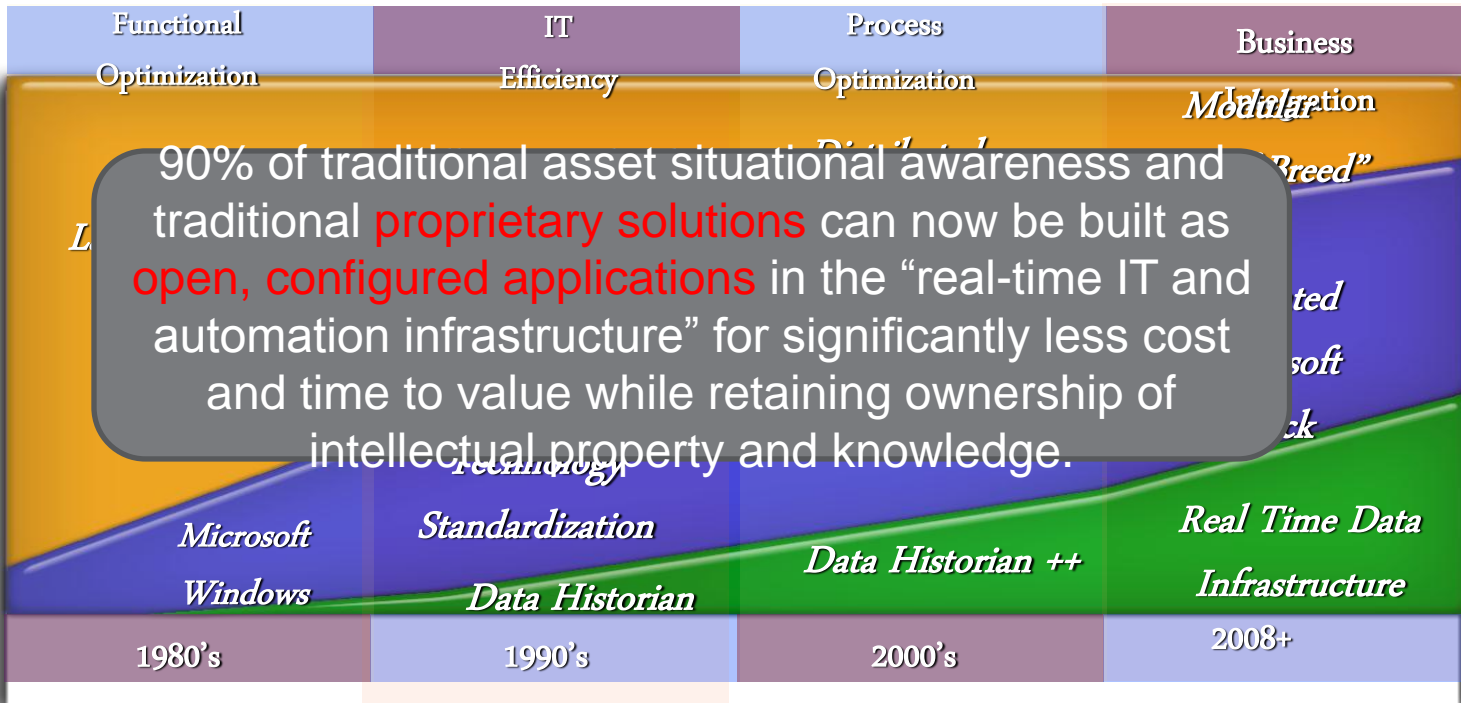 Functional
Optimization
IT
Efficiency
Process
Optimization
Business
Integration
Modular
Breed”
90% of traditional asset situational awareness and
traditional proprietary solutions can now be built as
open, configured applications in the “real-time IT and
automation infrastructure” for significantly less cost
and time to value while retaining ownership of
intellectual property and knowledge.
Technology
Standardization
Microsoft
Windows
Data Historian
Data Historian ++
Real Time Data
Infrastructure
1980's
1990's
2000's
2008+